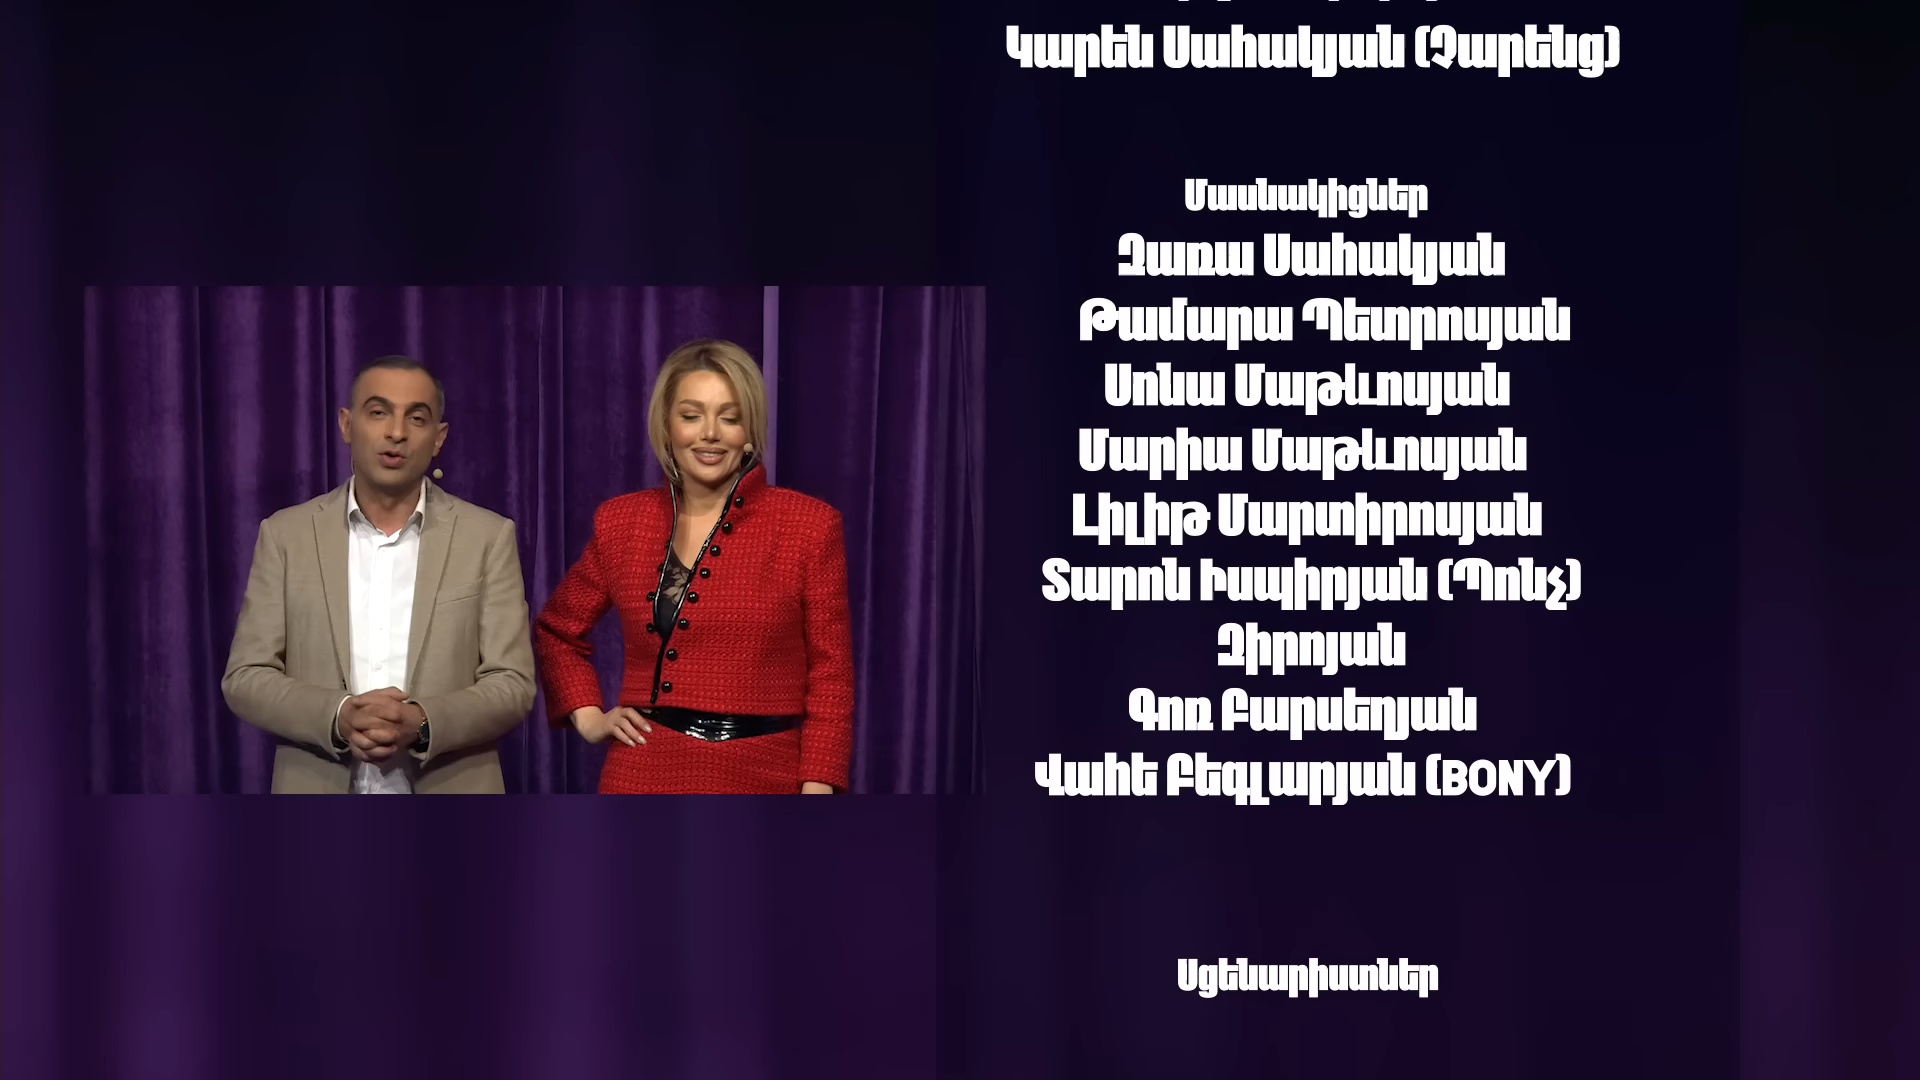 Կարեն Սահակյան (Չարենց)
Մասնակիցներ
Զառա Սահակյան
Թամարա Պետրոսյան
Սոնա Մաթևոսյան
Մարիա Մաթևոսյան
Լիլիթ Մարտիրոսյան
Տարոն Իսպիրյան (Պոնչ)
Զիրոյան
Գոռ Բարսեղյան
Վահե Բեգլարյան (BONY)
Սցենարիստներ